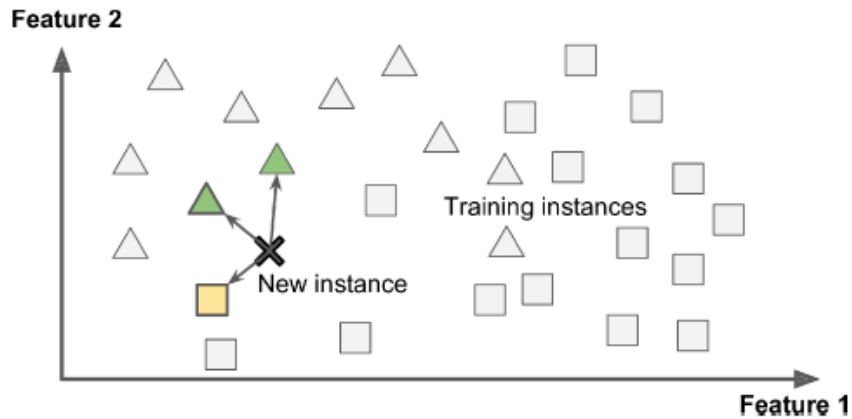 Feature 2
Training instances
New instance
Feature 1